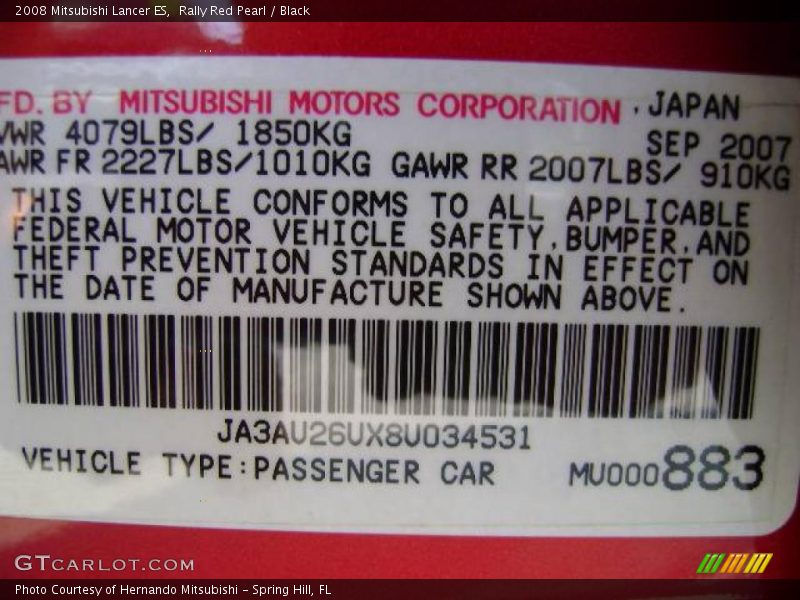 2008 Mitsubishi Lancer ES, Rally Red Pearl / Black
FD. BY MITSUBISHI MOTORS CORPORATION , JAPAN
VWR 4079LBS/ 1850KG SEP 2007
AWR FR 2227LBS/1010KG GAWR RR 2007LBS/ 910KG
THIS VEHICLE CONFORMS TO ALL APPLICABLE
FEDERAL MOTOR VEHICLE SAFETY,BUMPER,AND
THEFT PREVENTION STANDARDS IN EFFECT ON
THE DATE OF MANUFACTURE SHOWN ABOVE.
JA3AU26UX8U034531
VEHICLE TYPE:PASSENGER CAR MU000883
GTCARLOT.COM
Photo Courtesy of Hernando Mitsubishi - Spring Hill, FL